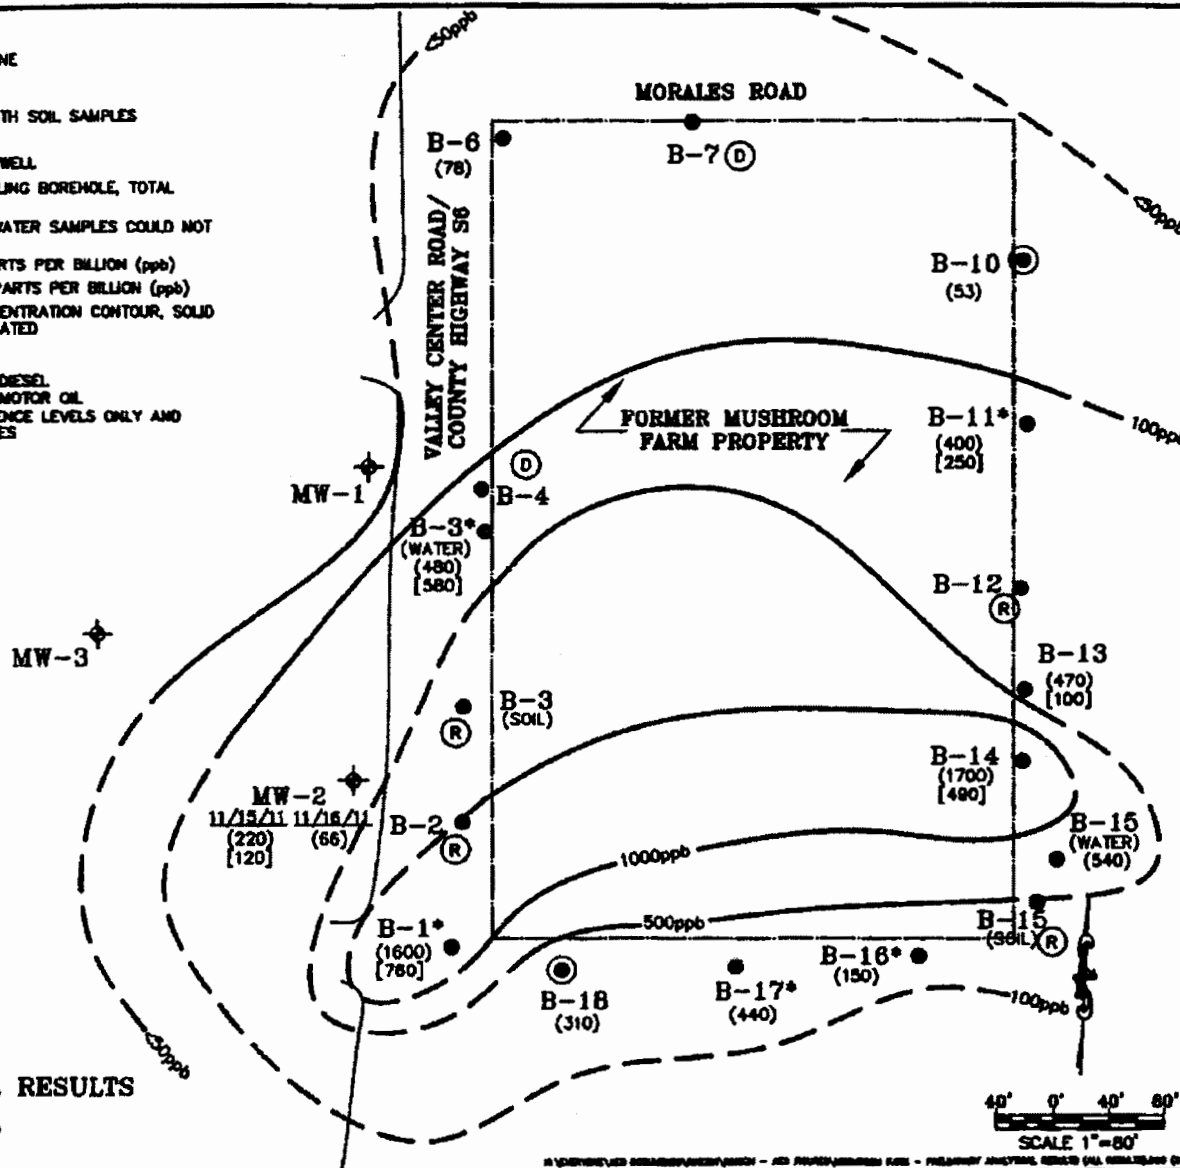 NE
TH SOIL SAMPLES
WELL
LING BOREHOLE, TOTAL
WATER SAMPLES COULD NOT
RTS PER BILLION (ppb)
PARTS PER BILLION (ppb)
ENTRATION CONTOUR, SOLID
ATED
DIESEL
MOTOR OIL
ENCE LEVELS ONLY AND
ES
<50ppb
MORALES ROAD
B-6
(78)
B-7 D
<50ppb
VALLEY CENTER ROAD/
COUNTY HIGHWAY S6
B-10
(53)
100ppb
FORMER MUSHROOM
FARM PROPERTY
B-11*
(400)
[250]
D
MW-1
B-4
B-3*
(WATER)
(480)
[580]
B-12
R
MW-3
B-13
(470)
[100]
B-3
(SOIL)
R
B-14
(1700)
[490]
MW-2
11/15/11 11/16/11
(220) (66)
[120]
B-2
R
B-15
(WATER)
(540)
1000ppb
500ppb
B-15
(SOIL)
R
B-1*
(1600)
[760]
B-18
(310)
B-17*
(440)
B-16*
(150)
100ppb
<50ppb
RESULTS
40' 0' 40' 80'
SCALE 1"=80'